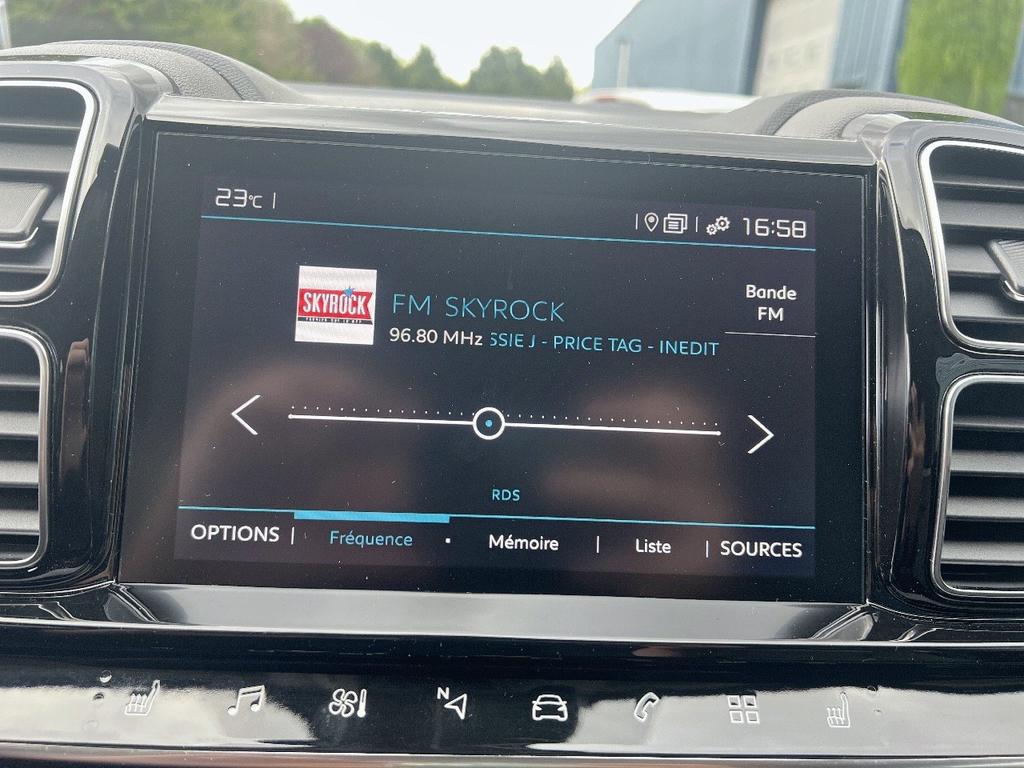 23°C
16:58
SKYROCK
FM SKYROCK
96.80 MHz SSIE J - PRICE TAG - INEDIT
Bande
FM
RDS
OPTIONS | Fréquence Mémoire | Liste | SOURCES
N